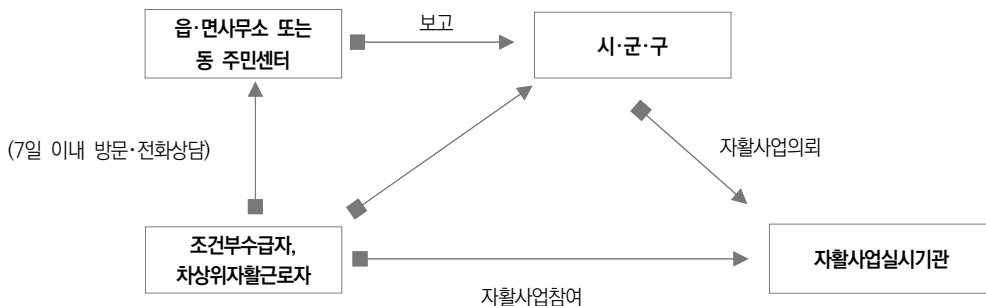 읍·면사무소 또는
동 주민센터
보고
시·군·구
(7일 이내 방문·전화상담)
자활사업의뢰
조건부수급자,
차상위자활근로자
자활사업실시기관
자활사업참여